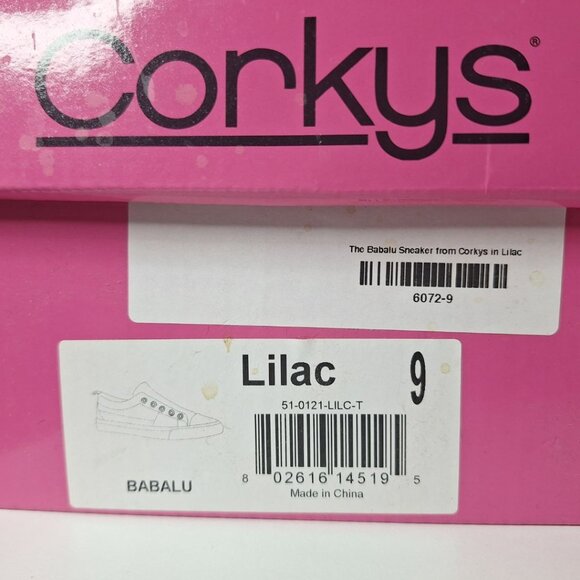 Corkys®
The Babalu Sneaker from Corkys in Lilac
6072-9
Lilac 9
51-0121-LILC-T
8 02616 14519 5
BABALU
Made in China